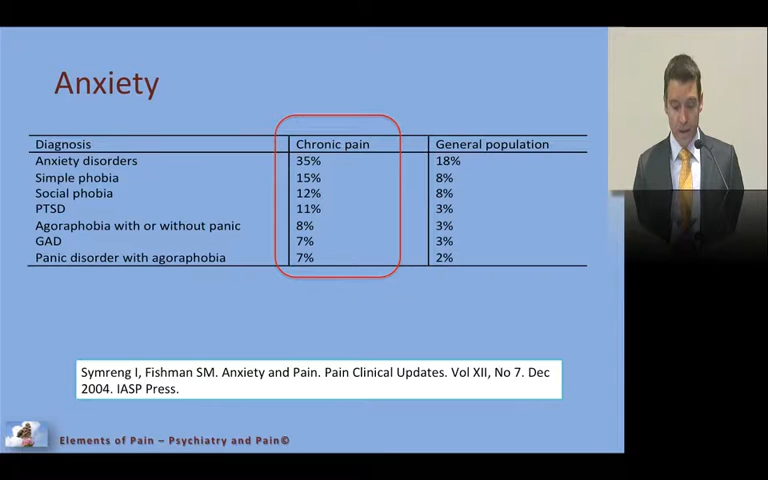 Anxiety
Diagnosis Chronic pain General population
Anxiety disorders 35% 18%
Simple phobia 15% 8%
Social phobia 12% 8%
PTSD 11% 3%
Agoraphobia with or without panic 8% 3%
GAD 7% 3%
Panic disorder with agoraphobia 7% 2%
Symreng I, Fishman SM. Anxiety and Pain. Pain Clinical Updates. Vol XII, No 7. Dec
2004. IASP Press.
Elements of Pain – Psychiatry and Pain©